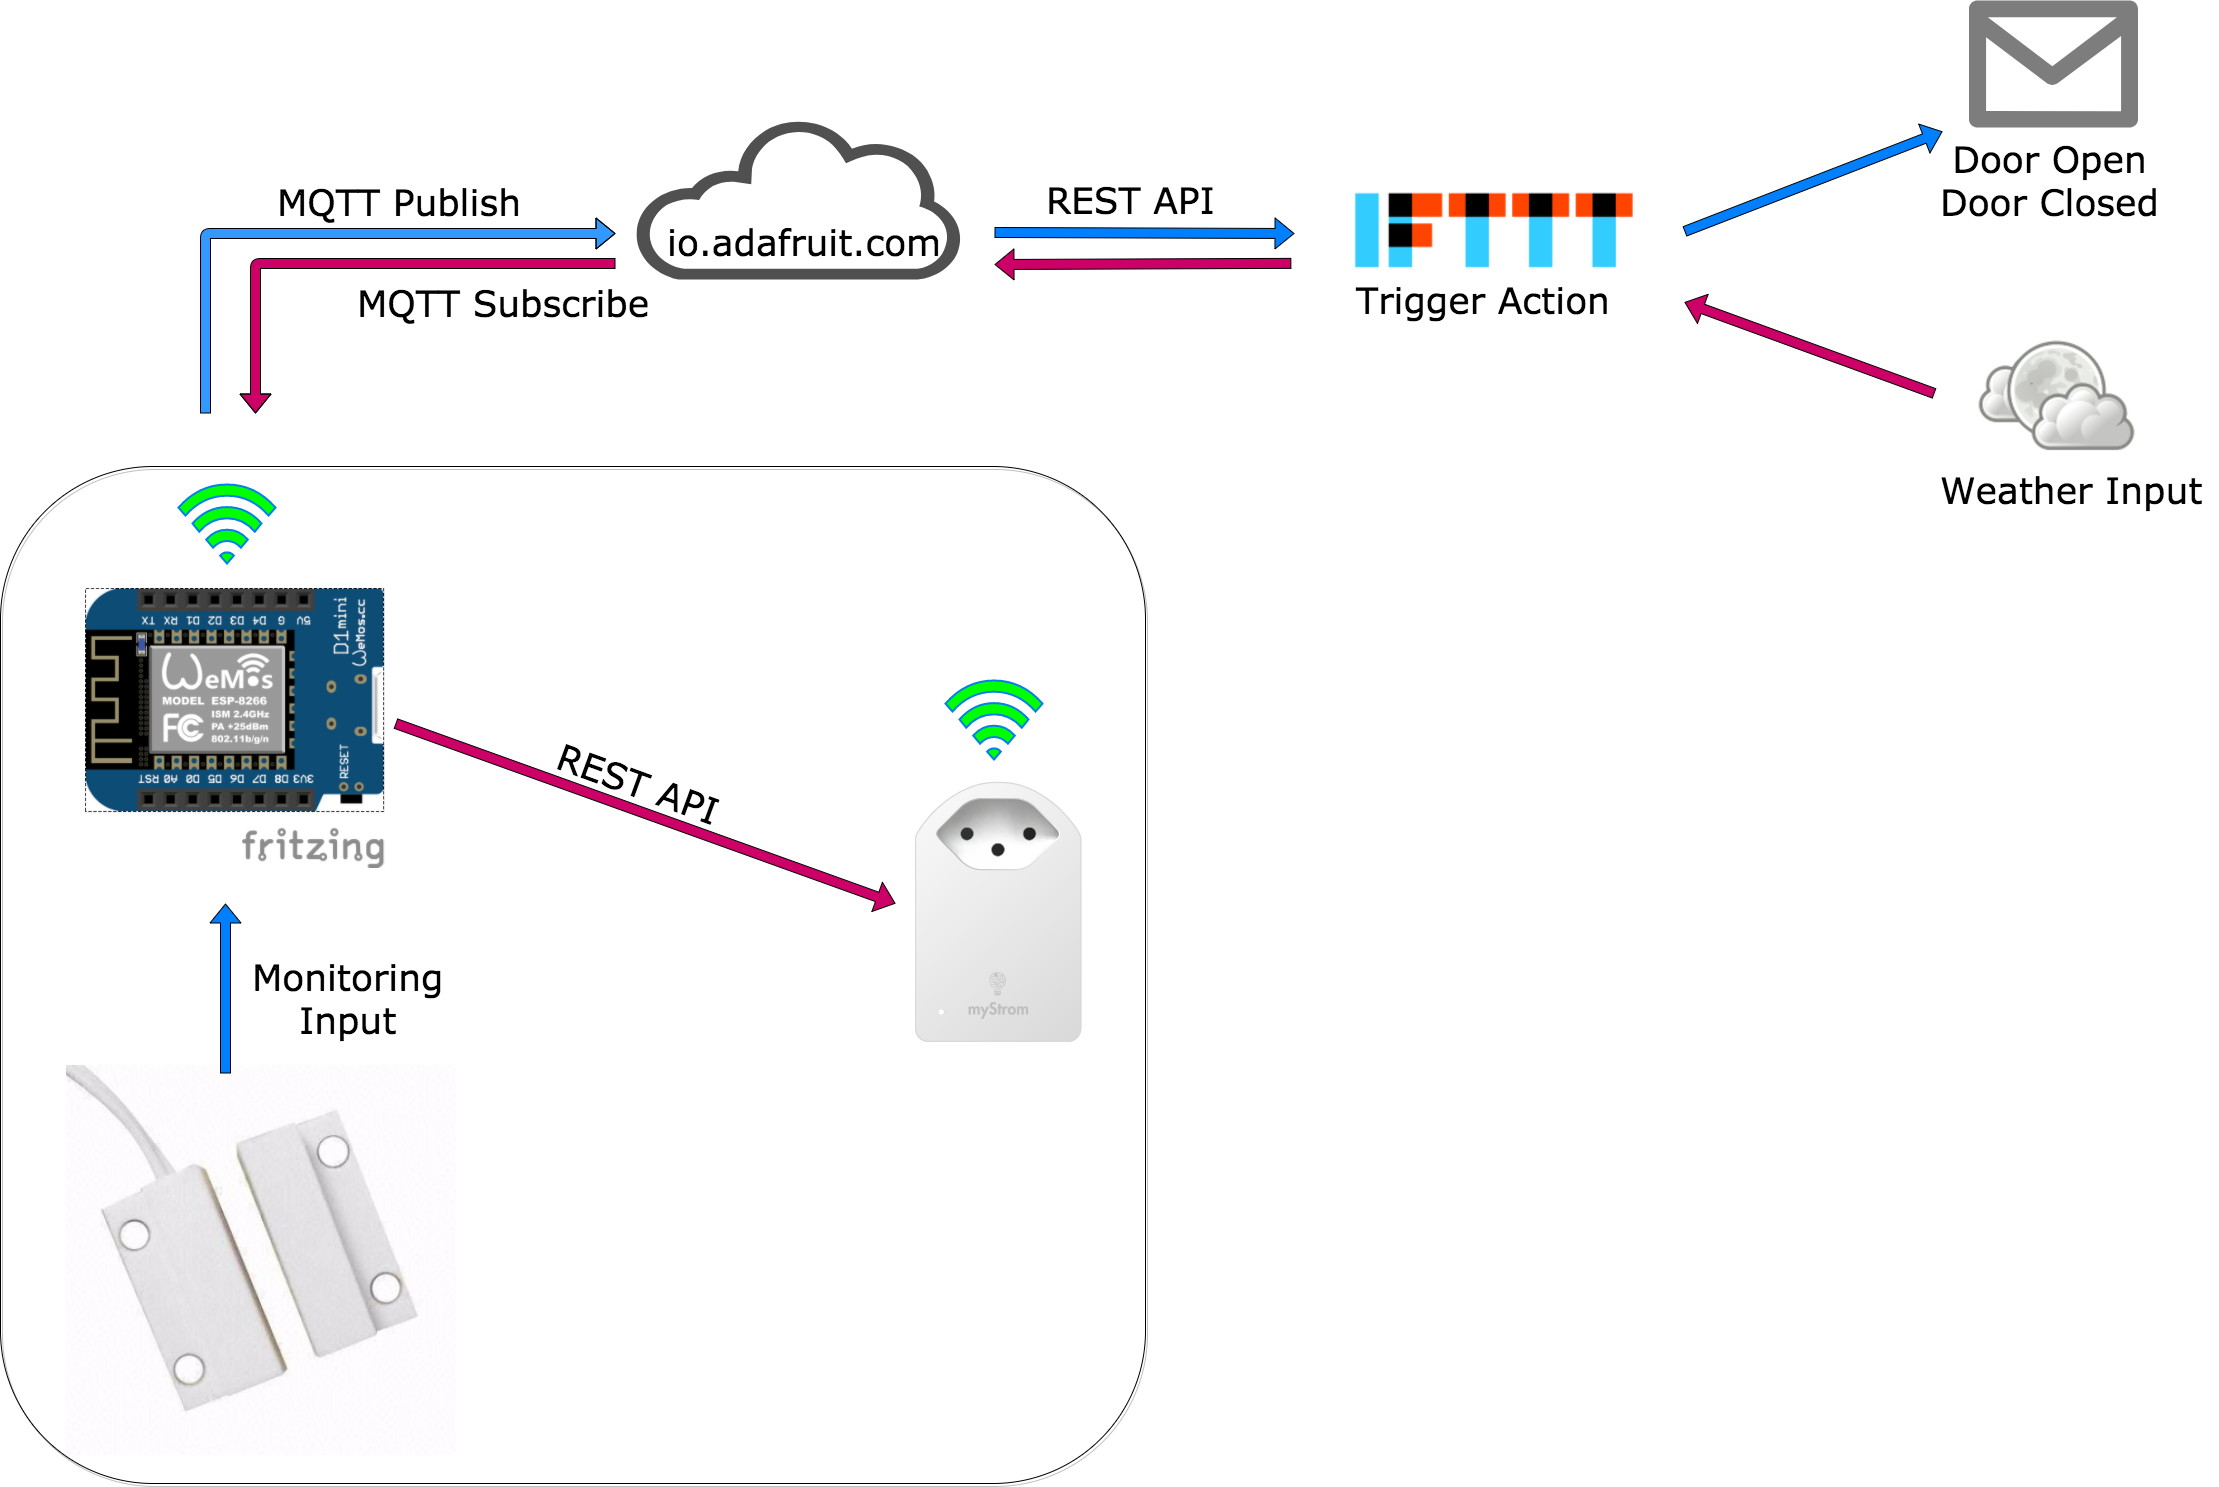 Door Open
Door Closed
MQTT Publish
REST API
io.adafruit.com
IFTTT
MQTT Subscribe
Trigger Action
Weather Input
TX RX D1 D2 D3 D4 G 5V
D1 mini
WeMos.cc
WeMos
MODEL ESP-8266
ISM 2.4GHz
PA +25dBm
802.11b/g/n
FC
RESET
RST A0 D0 D5 D6 D7 D8 3V3
REST API
fritzing
Monitoring
Input
myStrom